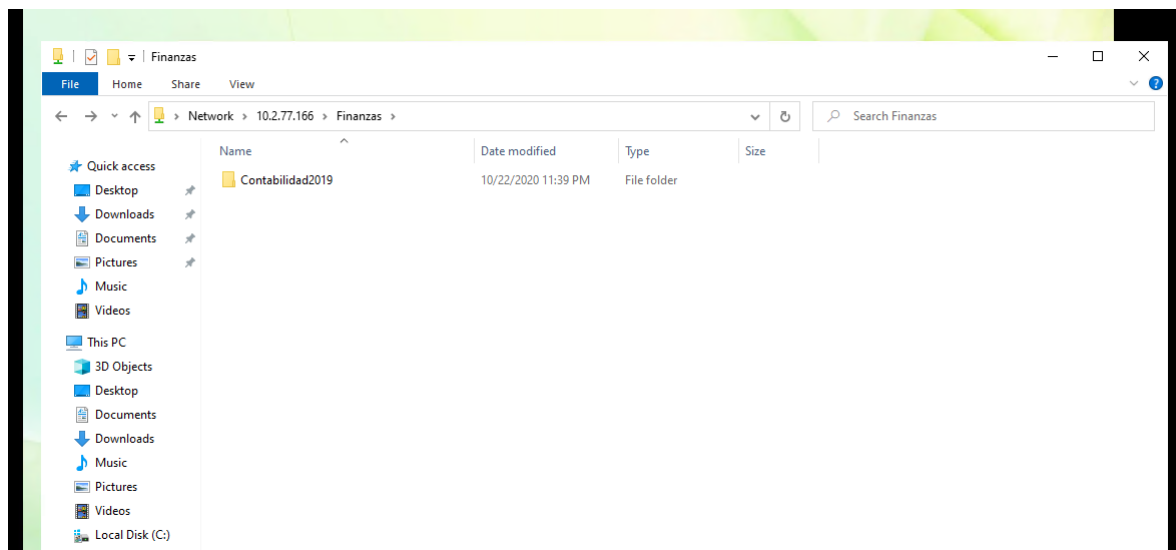 Finanzas
File Home Share View
Network > 10.2.77.166 > Finanzas >
Search Finanzas
Name Date modified Type Size
Quick access
Contabilidad2019 10/22/2020 11:39 PM File folder
Desktop
Downloads
Documents
Pictures
Music
Videos
This PC
3D Objects
Desktop
Documents
Downloads
Music
Pictures
Videos
Local Disk (C:)